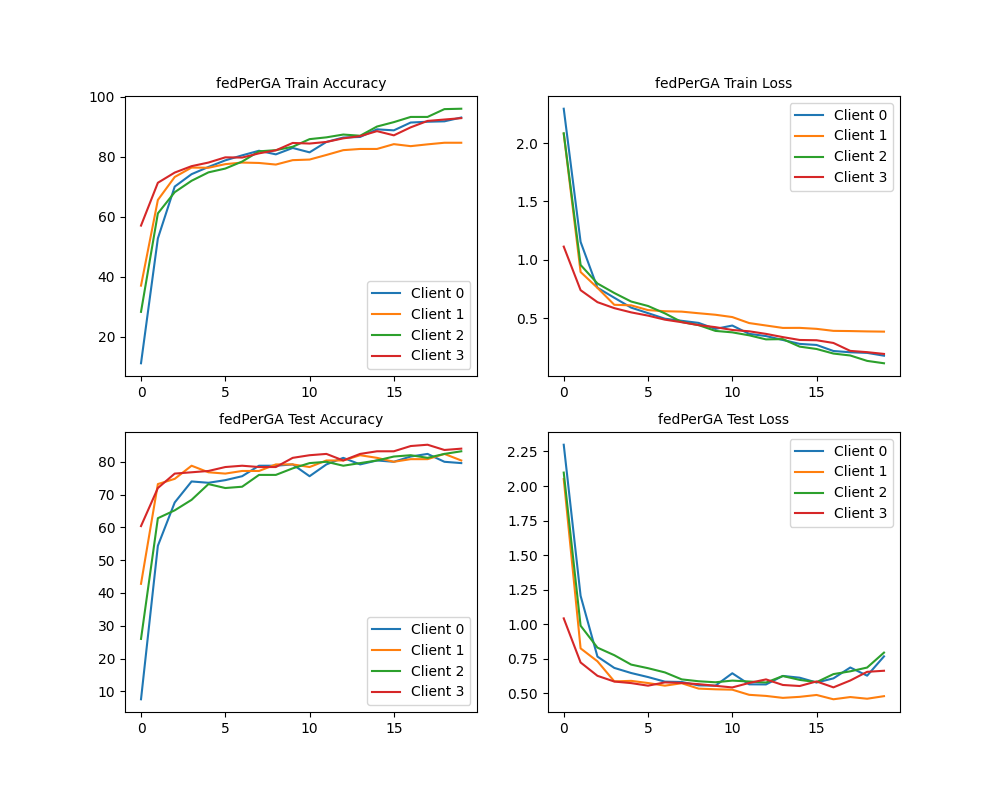 fedPerGA Train Accuracy
100
80
60
40
20
0 5 10 15
Client 0
Client 1
Client 2
Client 3
fedPerGA Train Loss
2.0
1.5
1.0
0.5
0 5 10 15
Client 0
Client 1
Client 2
Client 3
fedPerGA Test Accuracy
80
70
60
50
40
30
20
10
0 5 10 15
Client 0
Client 1
Client 2
Client 3
fedPerGA Test Loss
2.25
2.00
1.75
1.50
1.25
1.00
0.75
0.50
0 5 10 15
Client 0
Client 1
Client 2
Client 3